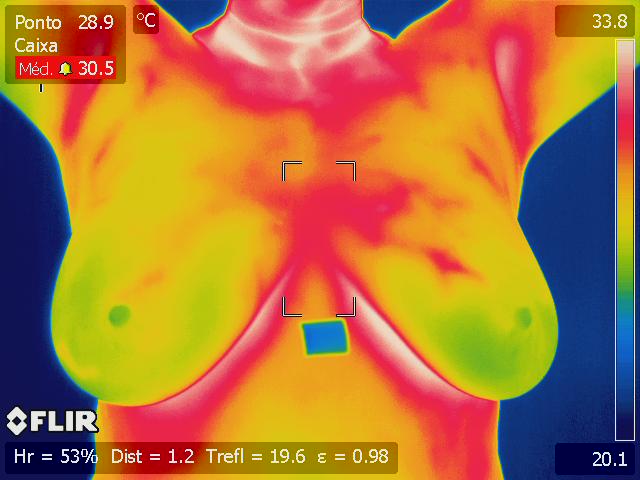 Ponto 28.9 °C
Caixa
Méd. 30.5
33.8
FLIR
Hr = 53% Dist = 1.2 Trefl = 19.6 ε = 0.98
20.1